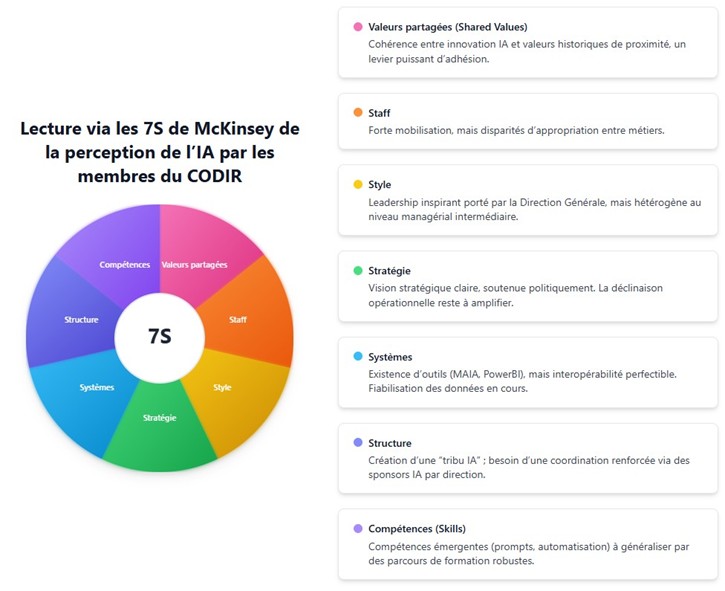 Lecture via les 7S de McKinsey de
la perception de l’IA par les
membres du CODIR
Compétences
Valeurs partagées
Structure
Staff
7S
Systèmes
Style
Stratégie
Valeurs partagées (Shared Values)
Cohérence entre innovation IA et valeurs historiques de proximité, un
levier puissant d’adhésion.
Staff
Forte mobilisation, mais disparités d’appropriation entre métiers.
Style
Leadership inspirant porté par la Direction Générale, mais hétérogène au
niveau managérial intermédiaire.
Stratégie
Vision stratégique claire, soutenue politiquement. La déclinaison
opérationnelle reste à amplifier.
Systèmes
Existence d’outils (MAIA, PowerBI), mais interopérabilité perfectible.
Fiabilisation des données en cours.
Structure
Création d’une “tribu IA” ; besoin d’une coordination renforcée via des
sponsors IA par direction.
Compétences (Skills)
Compétences émergentes (prompts, automatisation) à généraliser par
des parcours de formation robustes.